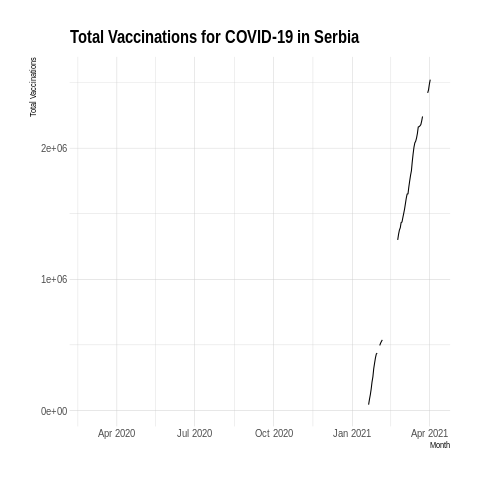 Total Vaccinations for COVID-19 in Serbia
Total Vaccinations
2e+06
1e+06
0e+00
Apr 2020 Jul 2020 Oct 2020 Jan 2021 Apr 2021
Month